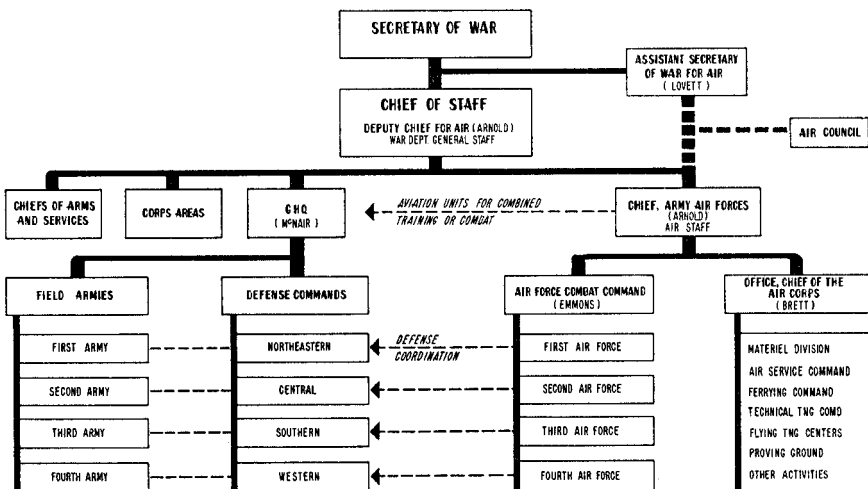 SECRETARY OF WAR
ASSISTANT SECRETARY
OF WAR FOR AIR
(LOVETT)
CHIEF OF STAFF
DEPUTY CHIEF FOR AIR (ARNOLD)
WAR DEPT. GENERAL STAFF
AIR COUNCIL
CHIEFS OF ARMS
AND SERVICES
CORPS AREAS
GHQ
(McNAIR)
AVIATION UNITS FOR COMBINED
TRAINING OR COMBAT
CHIEF, ARMY AIR FORCES
(ARNOLD)
AIR STAFF
FIELD ARMIES
DEFENSE COMMANDS
AIR FORCE COMBAT COMMAND
(EMMONS)
OFFICE, CHIEF OF THE
AIR CORPS
(BRETT)
FIRST ARMY
NORTHEASTERN
DEFENSE
COORDINATION
FIRST AIR FORCE
SECOND ARMY
CENTRAL
SECOND AIR FORCE
THIRD ARMY
SOUTHERN
THIRD AIR FORCE
FOURTH ARMY
WESTERN
FOURTH AIR FORCE
MATERIEL DIVISION
AIR SERVICE COMMAND
FERRYING COMMAND
TECHNICAL TNG COMD
FLYING TNG CENTERS
PROVING GROUND
OTHER ACTIVITIES